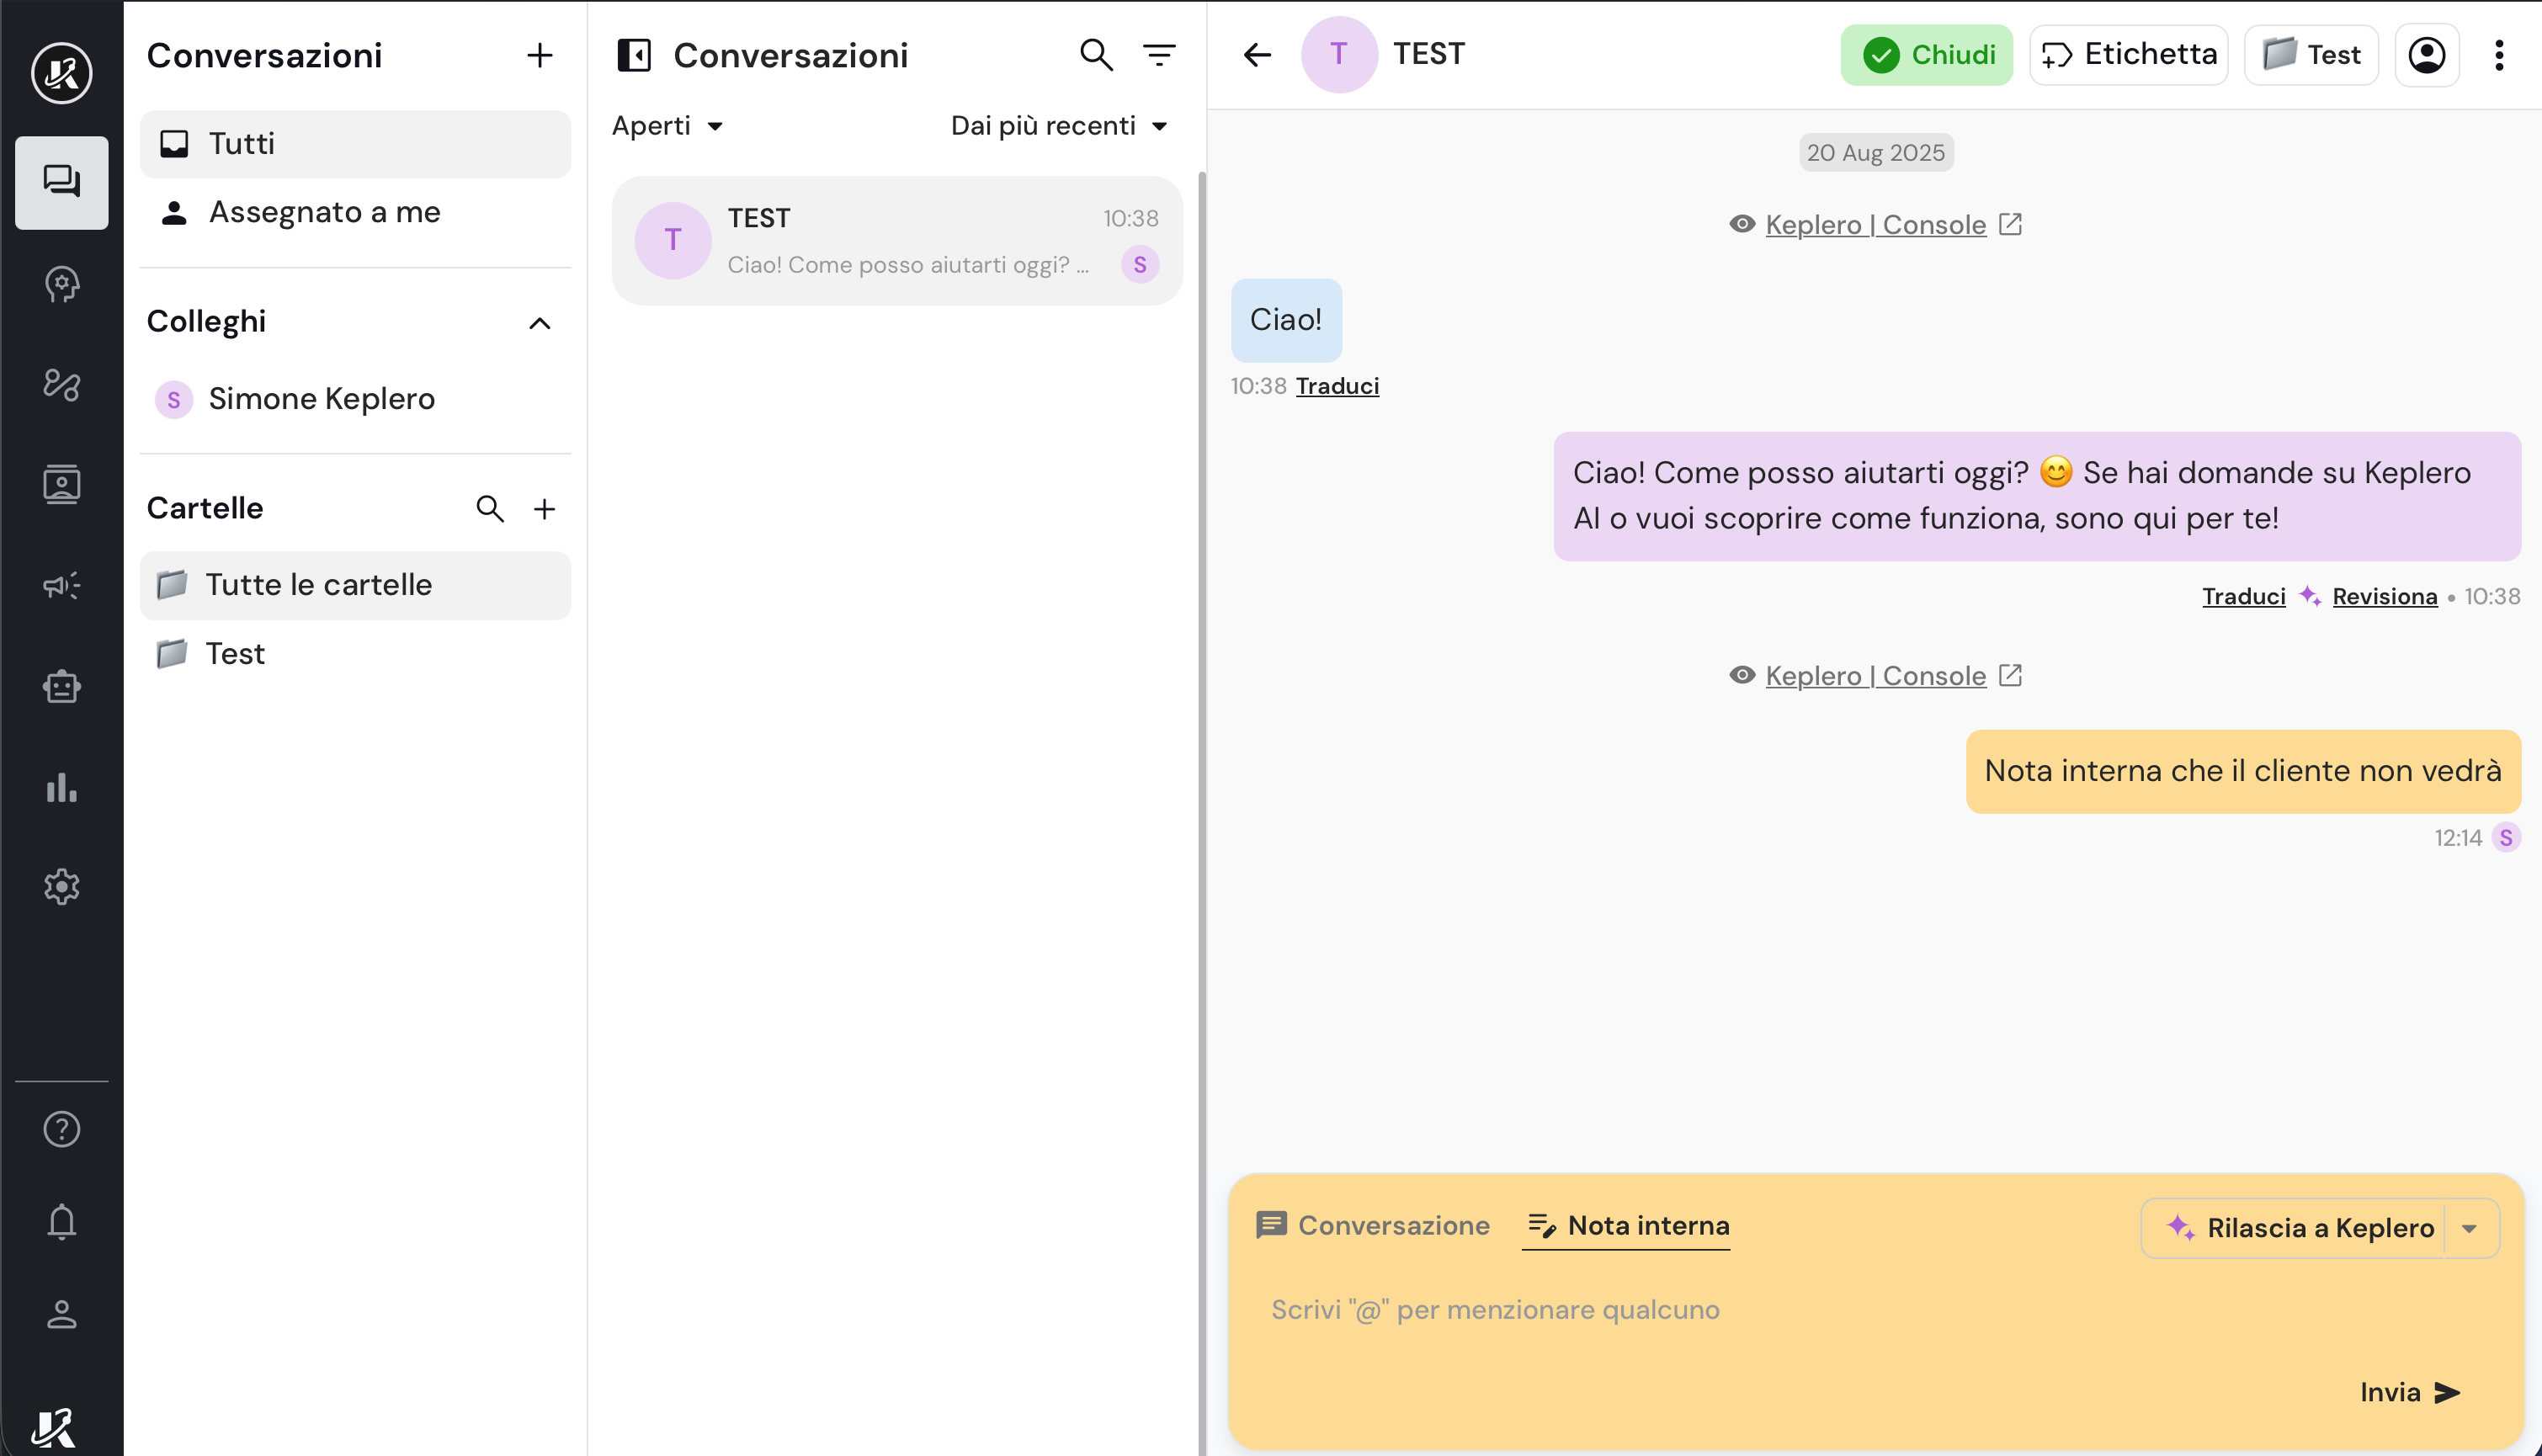 Conversazioni
Tutti
Assegnato a me
Colleghi
S Simone Keplero
Cartelle
Tutte le cartelle
Test
Conversazioni
Aperti
Dai più recenti
T
TEST
10:38
Ciao! Come posso aiutarti oggi? ...
S
T
TEST
Chiudi
Etichetta
Test
20 Aug 2025
Keplero | Console
Ciao!
10:38 Traduci
Ciao! Come posso aiutarti oggi? 😊 Se hai domande su Keplero
AI o vuoi scoprire come funziona, sono qui per te!
Traduci Revisiona • 10:38
Keplero | Console
Nota interna che il cliente non vedrà
12:14 S
Conversazione
Nota interna
Rilascia a Keplero
Scrivi "@" per menzionare qualcuno
Invia